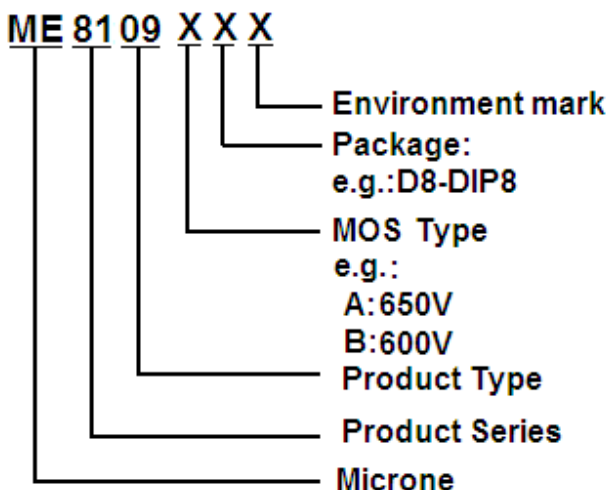 ME 81 09 X X X
Environment mark
Package:
e.g.:D8-DIP8
MOS Type
e.g.:
A:650V
B:600V
Product Type
Product Series
Microne